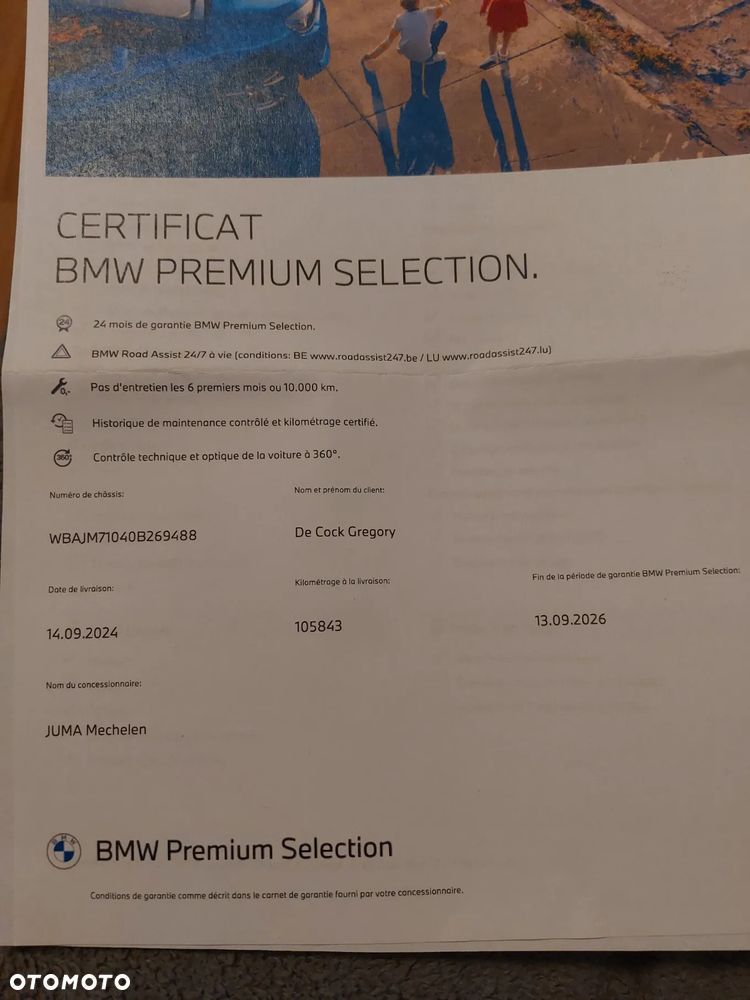 CERTIFICAT
BMW PREMIUM SELECTION.
24 24 mois de garantie BMW Premium Selection.
BMW Road Assist 24/7 à vie (conditions: BE www.roadassist247.be / LU www.roadassist247.lu)
0,- Pas d'entretien les 6 premiers mois ou 10.000 km.
Historique de maintenance contrôlé et kilométrage certifié.
360° Contrôle technique et optique de la voiture à 360°.
Numéro de châssis: Nom et prénom du client:
WBAJM71040B269488 De Cock Gregory
Date de livraison: Kilométrage à la livraison: Fin de la période de garantie BMW Premium Selection:
14.09.2024 105843 13.09.2026
Nom du concessionnaire:
JUMA Mechelen
BMW BMW Premium Selection
Conditions de garantie comme décrit dans le carnet de garantie fourni par votre concessionnaire.
OTOMOTO